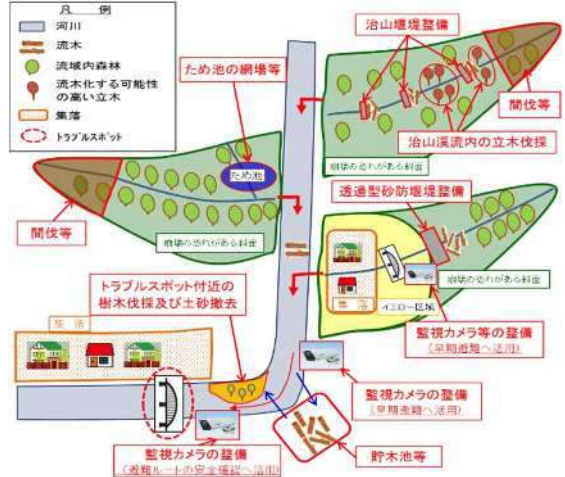 凡　例
河川
流木
流域内森林
流木化する可能性
の高い立木
集落
トラブルスポット
治山堰堤整備
ため池の網場等
間伐等
治山渓流内の立木伐採
崩壊の恐れがある斜面
ため池
透過型砂防堰堤整備
間伐等
崩壊の恐れがある斜面
トラブルスポット付近の
樹木伐採及び土砂撤去
集落
イエロー区域
崩壊の恐れがある斜面
監視カメラ等の整備
(早期避難へ活用)
集落
監視カメラの整備
(早期避難へ活用)
監視カメラの整備
(避難ルートの安全確認へ活用)
貯木池等